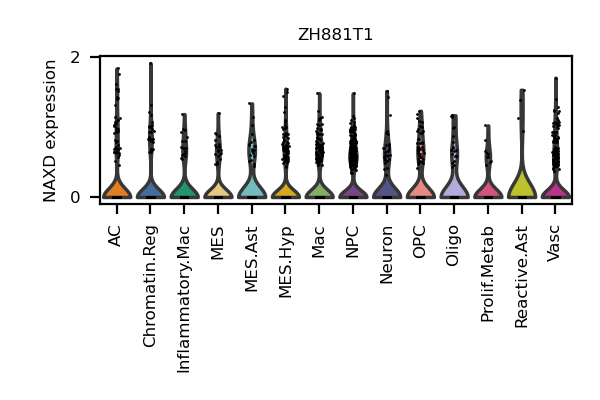 ZH881T1
NAXD expression
2
0
AC
Chromatin.Reg
Inflammatory.Mac
MES
MES.Ast
MES.Hyp
Mac
NPC
Neuron
OPC
Oligo
Prolif.Metab
Reactive.Ast
Vasc